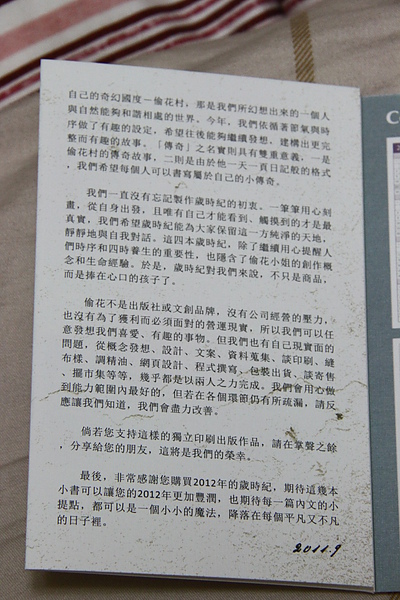 自己的奇幻國度－偷花村，那是我們所幻想出來的一個人
與自然能夠和諧相處的世界。今年。我們依循著節氣與時
序做了有趣的設定，希望往後能夠繼續發想、建構出更完
整而有趣的故事。「傳奇」之名實則具有雙重意義，一是
偷花村的傳奇故事，二則是由於他一天一頁日記般的格式
，我們希望每個人可以書寫屬於自己的小傳奇。
我們一直沒有忘記製作歲時紀的初衷。一筆筆用心刻
畫，從自身出發，且唯有自己才能看到、觸摸到的才是最
真實，我們希望歲時紀能為大家保留這一方純淨的天地，
靜靜地與自我對話。這四本歲時紀，除了繼續用心提醒人
們時序和四時養生的重要性，也隱含了偷花小姐的創作概
念和生命經驗。於是，歲時紀對我們來說，不只是商品，
而是捧在心口的孩子了。
偷花不是出版社或文創品牌，沒有公司經營的壓力，
也沒有為了獲利而必須面對的營運現實，所以我們可以任
意發想我們喜愛、有趣的事物。但我們也有自己現實面的
問題，從概念發想、設計、文案、資料蒐集、談印刷、縫
布樣、調精油、網頁設計、程式撰寫、包裝出貨、談寄售
、擺市集等等，幾乎都是以兩人之力完成。我們會用心做
到能力範圍內最好的，但若在各個環節仍有所疏漏，請反
應讓我們知道，我們會盡力改善。
倘若您支持這樣的獨立印刷出版作品，請在掌聲之餘
，分享給您的朋友，這將是我們的榮幸。
最後，非常感謝您購買2012年的歲時紀，期待這幾本
小書可以讓您的2012年更加豐潤，也期待每一篇內文的小
提點，都可以是一個小小的魔法，降落在每個平凡又不凡
的日子裡。
2011.9
C